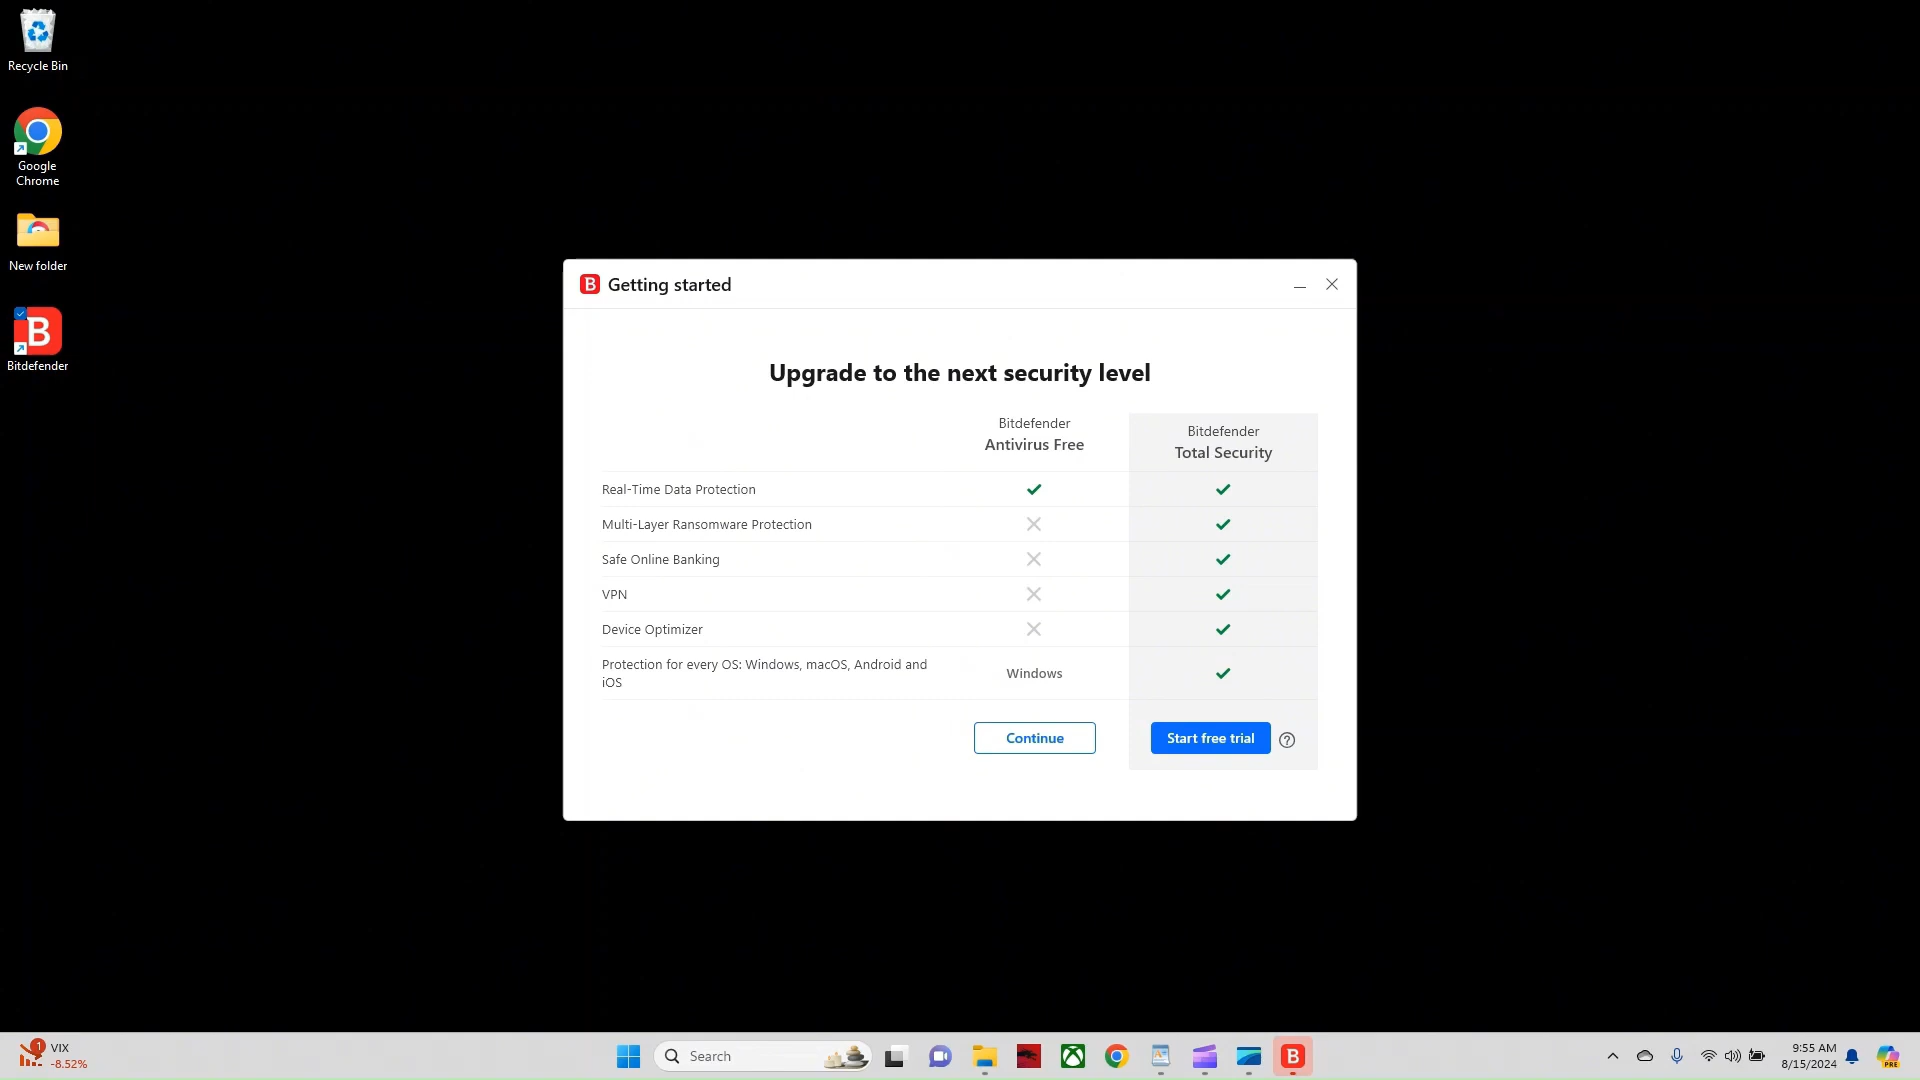 Recycle Bin
Google
Chrome
New folder
B
Bitdefender
B Getting started
Upgrade to the next security level
Bitdefender
Antivirus Free
Bitdefender
Total Security
Real-Time Data Protection
Multi-Layer Ransomware Protection
Safe Online Banking
VPN
Device Optimizer
Protection for every OS: Windows, macOS, Android and
iOS
Windows
Continue
Start free trial
?
1
VIX
-8.52%
Search
B
9:55 AM
8/15/2024
PRE